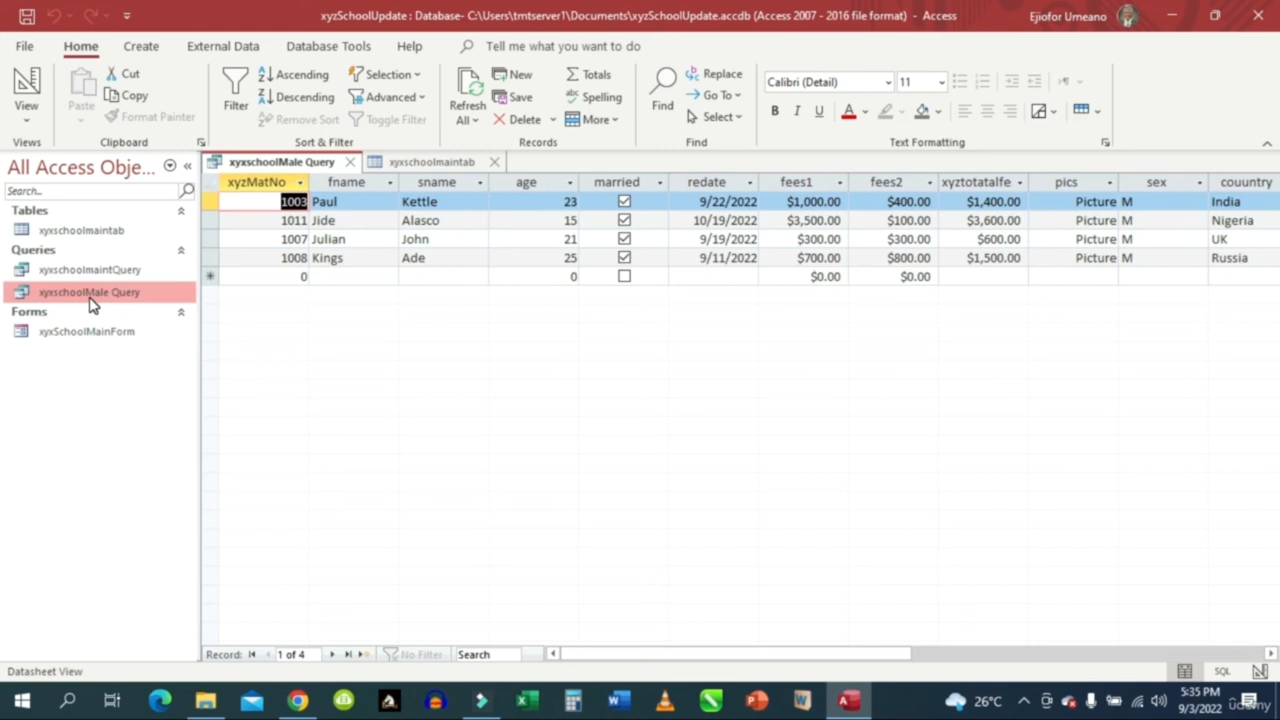 xyzSchoolUpdate : Database- C:\Users\tmtserver1\Documents\xyzSchoolUpdate.accdb (Access 2007 - 2016 file format) - Access
Ejiofor Umeano
File Home Create External Data Database Tools Help Tell me what you want to do
View
Views
Paste
Cut
Copy
Format Painter
Clipboard
Filter
Ascending
Descending
Remove Sort
Selection
Advanced
Toggle Filter
Sort & Filter
Refresh All
New
Save
Delete
Totals
Spelling
More
Records
Find
Replace
Go To
Select
Find
Calibri (Detail) 11
B I U A
Text Formatting
All Access Obje...
Search...
Tables
xyxschoolmaintab
Queries
xyxschoolmaintQuery
xyxschoolMale Query
Forms
xyxSchoolMainForm
xyxschoolMale Query xyxschoolmaintab
xyzMatNo fname sname age married redate fees1 fees2 xyztotatalfe pics sex couuntry
1003 Paul Kettle 23 9/22/2022 $1,000.00 $400.00 $1,400.00 Picture M India
1011 Jide Alasco 15 10/19/2022 $3,500.00 $100.00 $3,600.00 Picture M Nigeria
1007 Julian John 21 9/19/2022 $300.00 $300.00 $600.00 Picture M UK
1008 Kings Ade 25 9/11/2022 $700.00 $800.00 $1,500.00 Picture M Russia
* 0 0 $0.00 $0.00
Record: 1 of 4 No Filter Search
Datasheet View
SQL
26°C
5:35 PM
9/3/2022
udemy